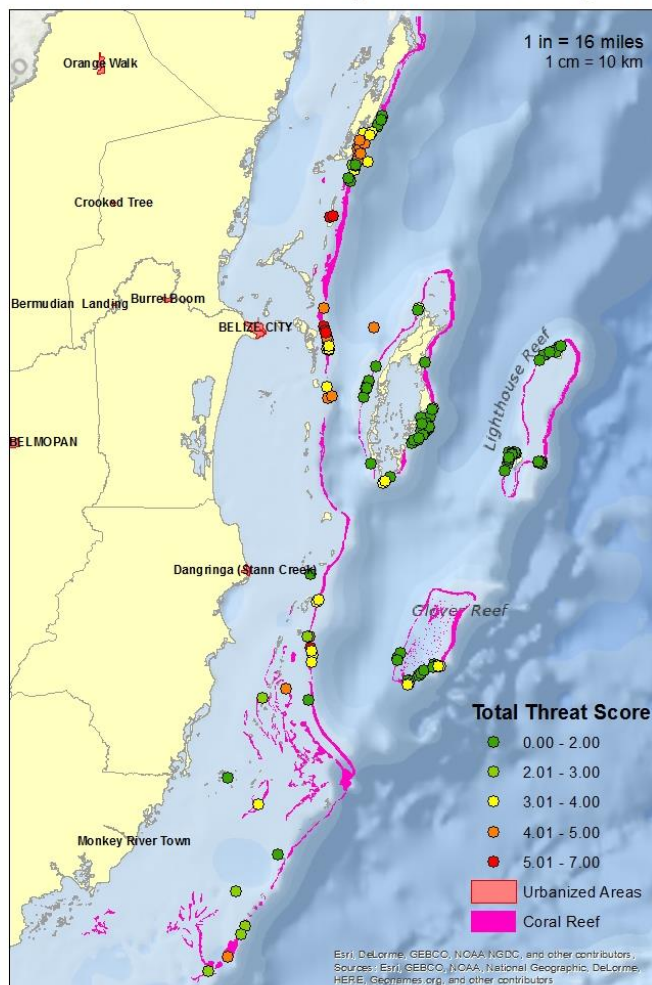 1 in = 16 miles
1 cm = 10 km
Orange Walk
Crooked Tree
Bermudian Landing
Burrel Boom
BELIZE CITY
Lighthouse Reef
BELMOPAN
Dangringa (Stann Creek)
Glover Reef
Monkey River Town
Total Threat Score
0.00 - 2.00
2.01 - 3.00
3.01 - 4.00
4.01 - 5.00
5.01 - 7.00
Urbanized Areas
Coral Reef
Esri, DeLorme, GEBCO, NOAA NGDC, and other contributors,
Sources: Esri, GEBCO, NOAA, National Geographic, DeLorme,
HERE, Geonames.org, and other contributors